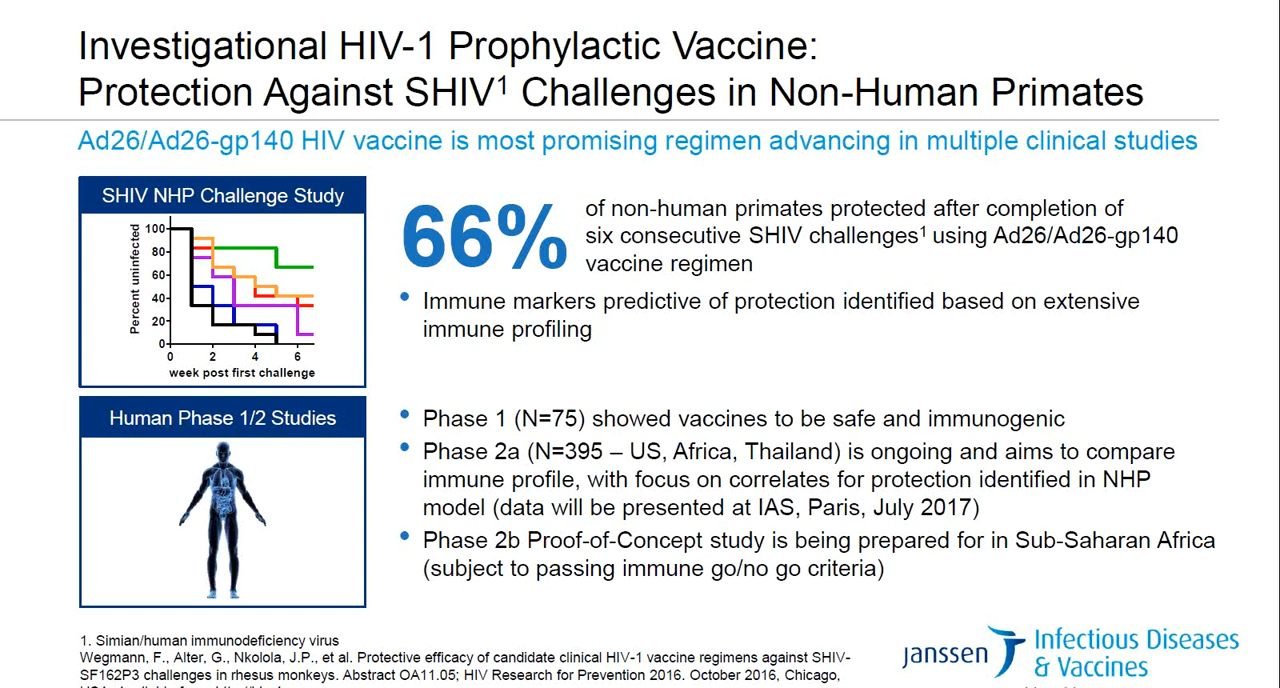 Investigational HIV-1 Prophylactic Vaccine:
Protection Against SHIV¹ Challenges in Non-Human Primates
Ad26/Ad26-gp140 HIV vaccine is most promising regimen advancing in multiple clinical studies
SHIV NHP Challenge Study
Percent uninfected
100
80
60
40
20
0
0 2 4 6
week post first challenge
66%
of non-human primates protected after completion of
six consecutive SHIV challenges¹ using Ad26/Ad26-gp140
vaccine regimen
• Immune markers predictive of protection identified based on extensive
immune profiling
Human Phase 1/2 Studies
• Phase 1 (N=75) showed vaccines to be safe and immunogenic
• Phase 2a (N=395 – US, Africa, Thailand) is ongoing and aims to compare
immune profile, with focus on correlates for protection identified in NHP
model (data will be presented at IAS, Paris, July 2017)
• Phase 2b Proof-of-Concept study is being prepared for in Sub-Saharan Africa
(subject to passing immune go/no go criteria)
1. Simian/human immunodeficiency virus
Wegmann, F., Alter, G., Nkolola, J.P., et al. Protective efficacy of candidate clinical HIV-1 vaccine regimens against SHIV-
SF162P3 challenges in rhesus monkeys. Abstract OA11.05; HIV Research for Prevention 2016. October 2016, Chicago,
janssen
Infectious Diseases
& Vaccines